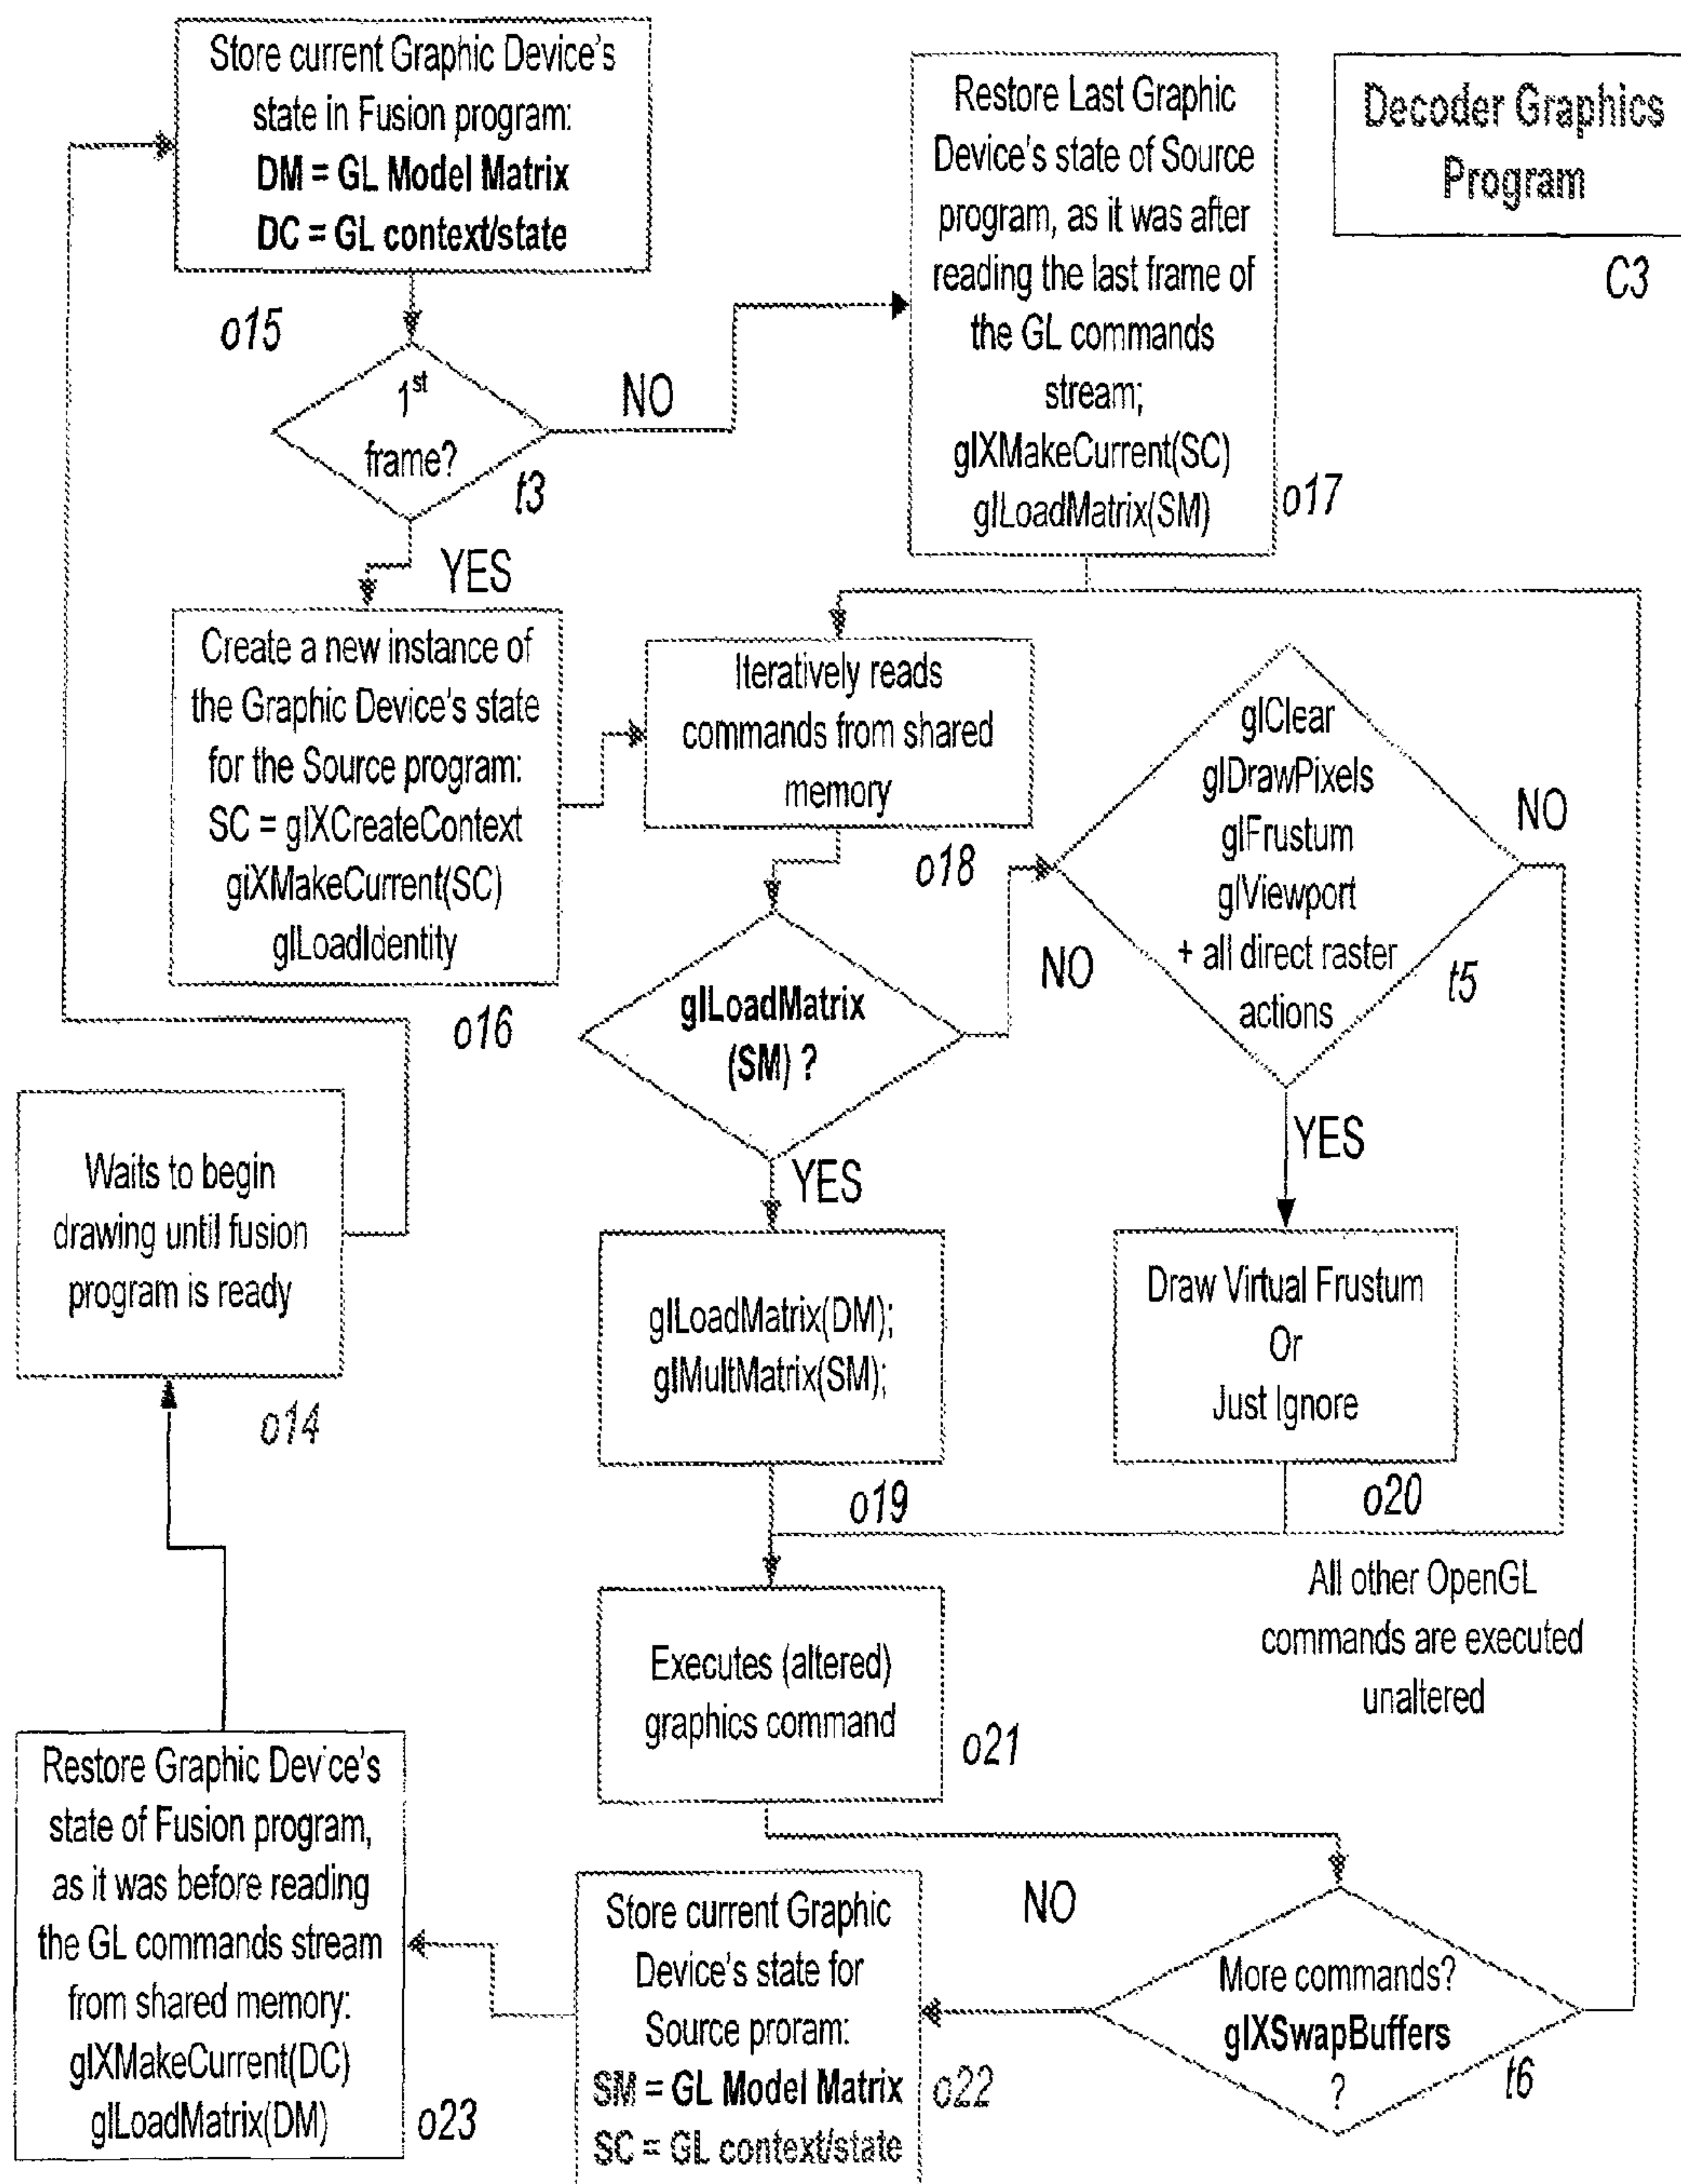 Store current Graphic Device's
state in Fusion program:
DM = GL Model Matrix
DC = GL context/state
o15
1st
frame?
t3
NO
YES
Restore Last Graphic
Device's state of Source
program, as it was after
reading the last frame of
the GL commands
stream;
glXMakeCurrent(SC)
glLoadMatrix(SM)
o17
Decoder Graphics
Program
C3
Create a new instance of
the Graphic Device's state
for the Source program:
SC = glXCreateContext
giXMakeCurrent(SC)
glLoadIdentity
o16
Iteratively reads
commands from shared
memory
o18
glLoadMatrix
(SM) ?
NO
YES
glClear
glDrawPixels
glFrustum
glViewport
+ all direct raster
actions
t5
NO
YES
Waits to begin
drawing until fusion
program is ready
o14
glLoadMatrix(DM);
glMultMatrix(SM);
o19
Draw Virtual Frustum
Or
Just Ignore
o20
All other OpenGL
commands are executed
unaltered
Executes (altered)
graphics command
o21
Restore Graphic Device's
state of Fusion program,
as it was before reading
the GL commands stream
from shared memory:
glXMakeCurrent(DC)
glLoadMatrix(DM)
o23
Store current Graphic
Device's state for
Source proram:
SM = GL Model Matrix
SC = GL context/state
o22
NO
More commands?
glXSwapBuffers
?
t6